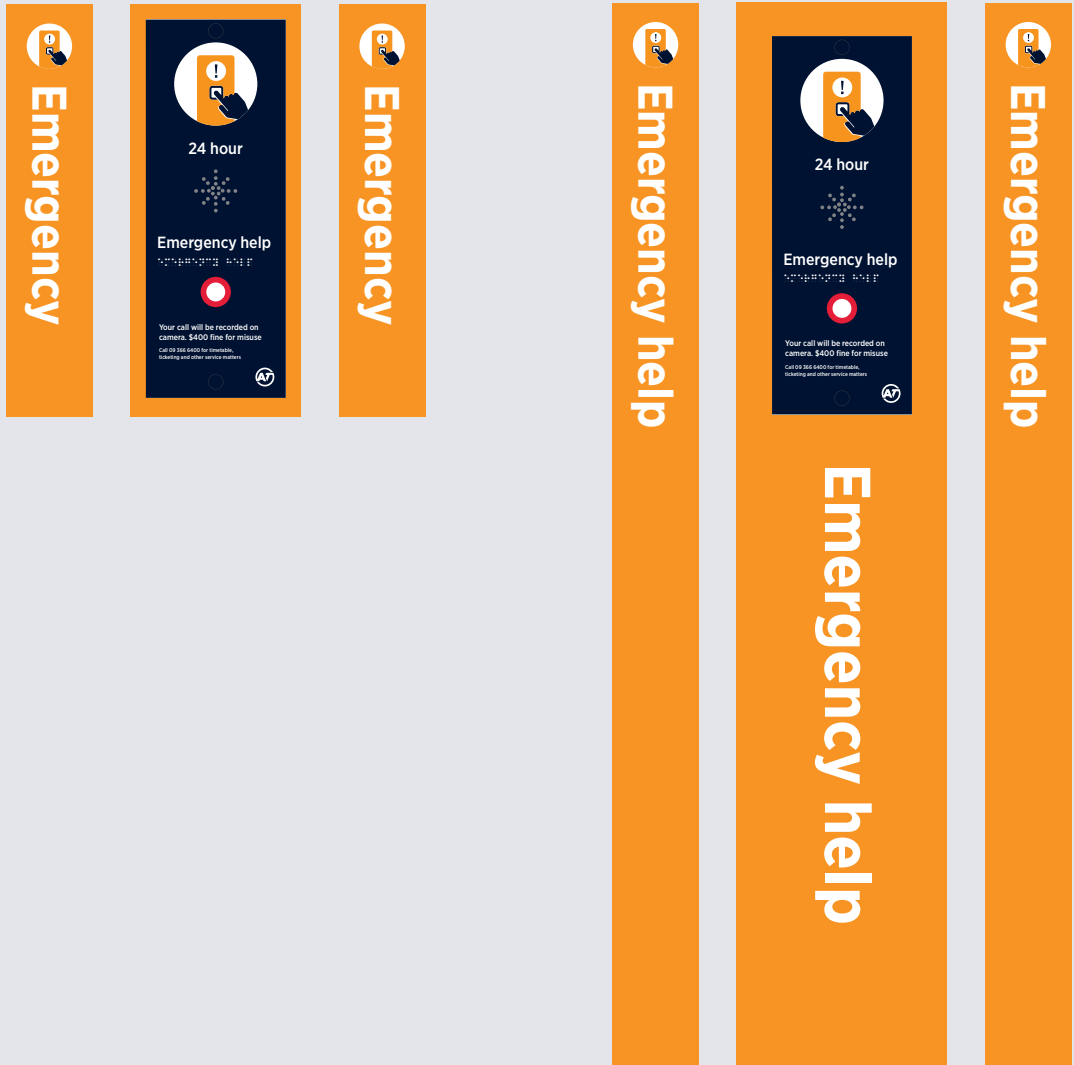 Emergency
!
24 hour
Emergency help
Your call will be recorded on
camera. $400 fine for misuse
Call 09 366 6400 for timetable,
ticketing and other service matters
AT
Emergency
Emergency help
!
24 hour
Emergency help
Your call will be recorded on
camera. $400 fine for misuse
Call 09 366 6400 for timetable,
ticketing and other service matters
AT
Emergency help
Emergency help